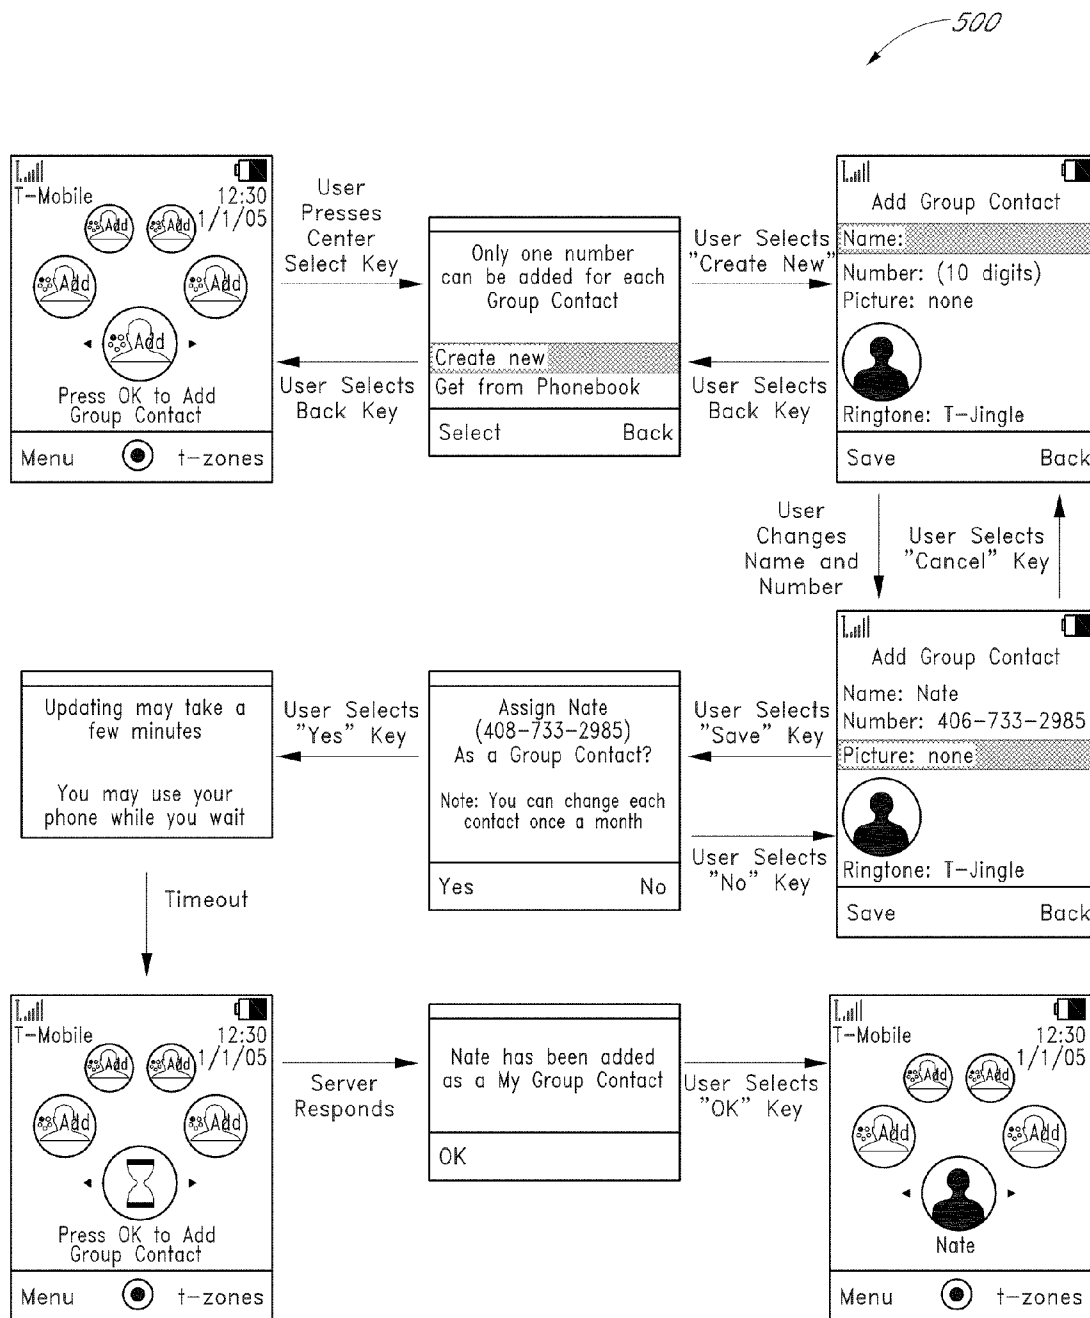 500
T-Mobile 12:30
1/1/05
Add Add
Add Add
Add
Press OK to Add
Group Contact
Menu t-zones
User
Presses
Center
Select Key
User Selects
Back Key
Only one number
can be added for each
Group Contact
Create new
Get from Phonebook
Select Back
User Selects
"Create New"
User Selects
Back Key
Add Group Contact
Name:
Number: (10 digits)
Picture: none
Ringtone: T-Jingle
Save Back
User
Changes
Name and
Number
User Selects
"Cancel" Key
Add Group Contact
Name: Nate
Number: 406-733-2985
Picture: none
Ringtone: T-Jingle
Save Back
User Selects
"Save" Key
User Selects
"No" Key
Assign Nate
(408-733-2985)
As a Group Contact?
Note: You can change each
contact once a month
Yes No
User Selects
"Yes" Key
Updating may take a
few minutes
You may use your
phone while you wait
Timeout
T-Mobile 12:30
1/1/05
Add Add
Add Add
Press OK to Add
Group Contact
Menu t-zones
Server
Responds
Nate has been added
as a My Group Contact
OK
User Selects
"OK" Key
T-Mobile 12:30
1/1/05
Add Add
Add Add
Nate
Menu t-zones